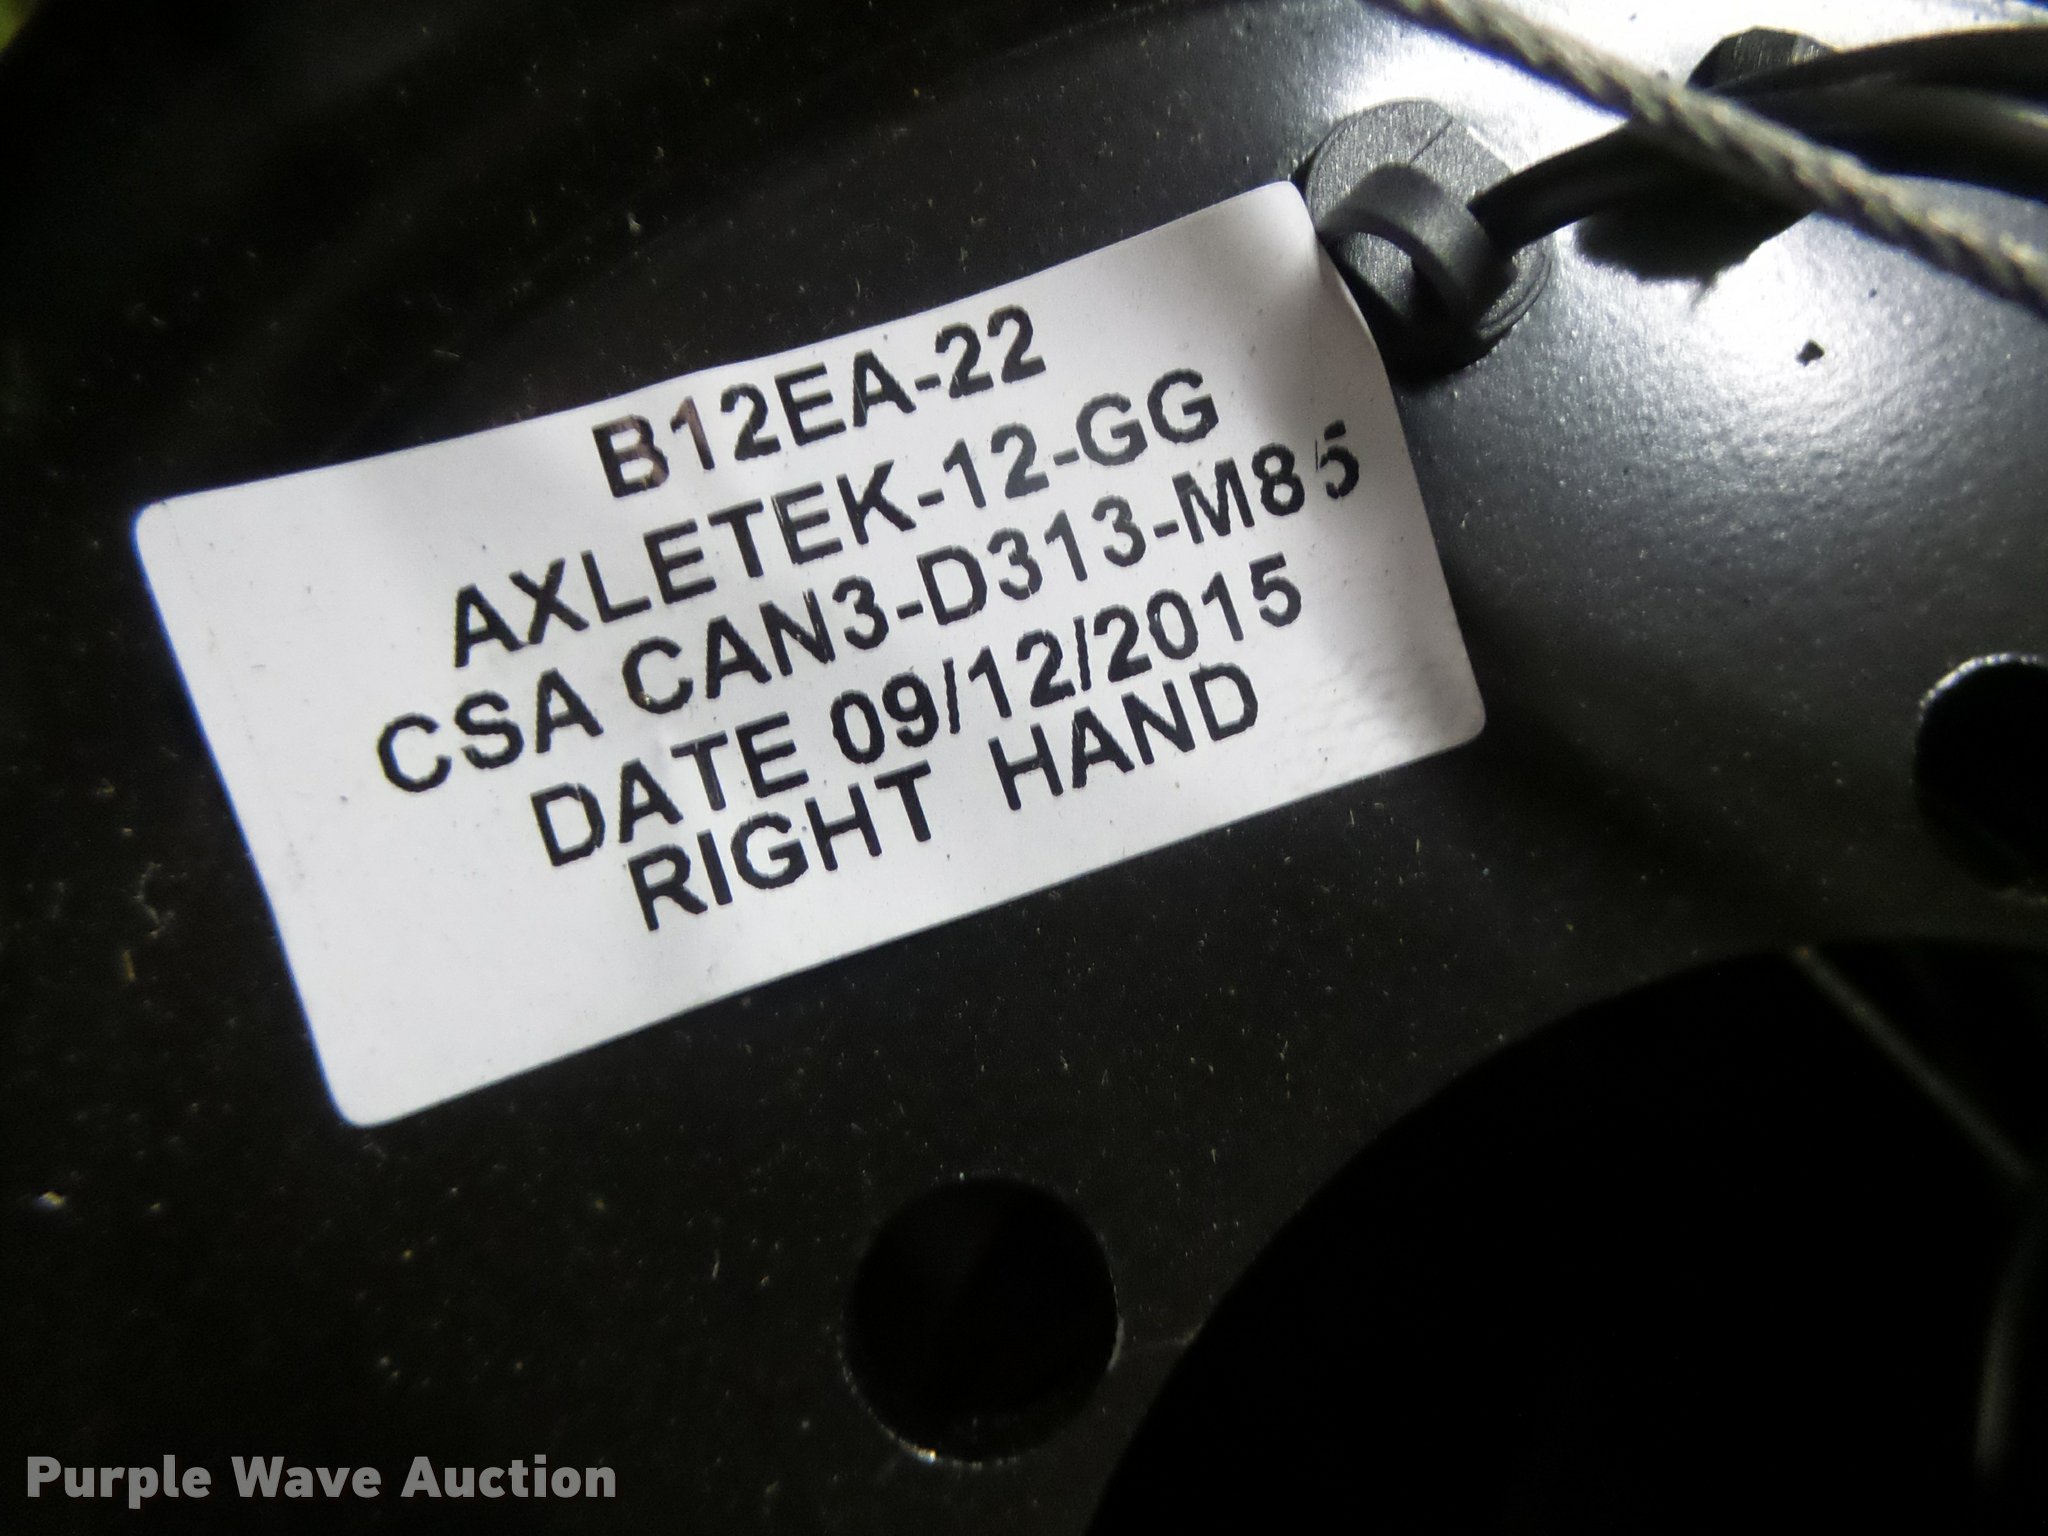 B12EA-22
AXLETEK-12-GG
CSA CAN3-D313-M85
DATE 09/12/2015
RIGHT HAND
Purple Wave Auction